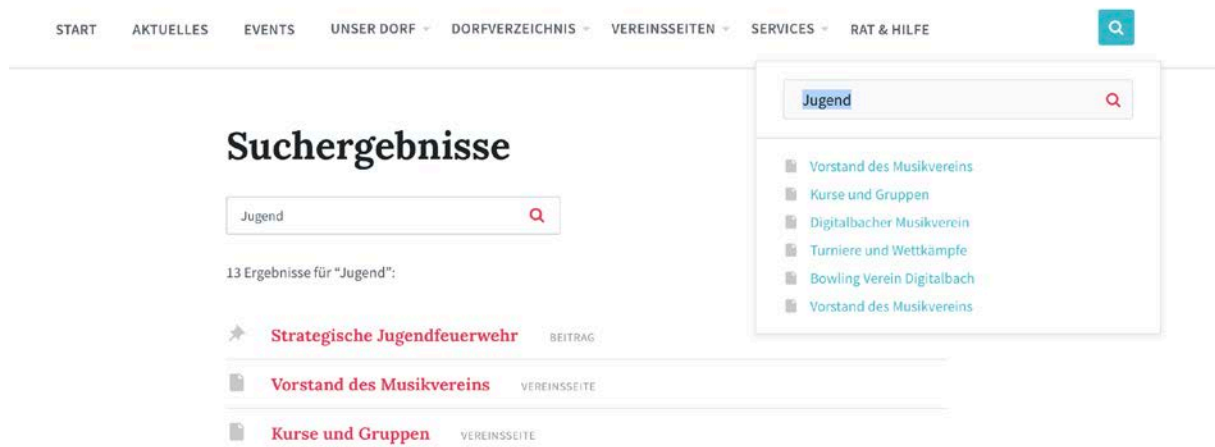 START AKTUELLES EVENTS UNSER DORF DORFVERZEICHNIS VEREINSSEITEN SERVICES RAT & HILFE
Jugend
Vorstand des Musikvereins
Kurse und Gruppen
Digitalbacher Musikverein
Turniere und Wettkämpfe
Bowling Verein Digitalbach
Vorstand des Musikvereins
Suchergebnisse
Jugend
13 Ergebnisse für “Jugend”:
Strategische Jugendfeuerwehr BEITRAG
Vorstand des Musikvereins VEREINSSEITE
Kurse und Gruppen VEREINSSEITE